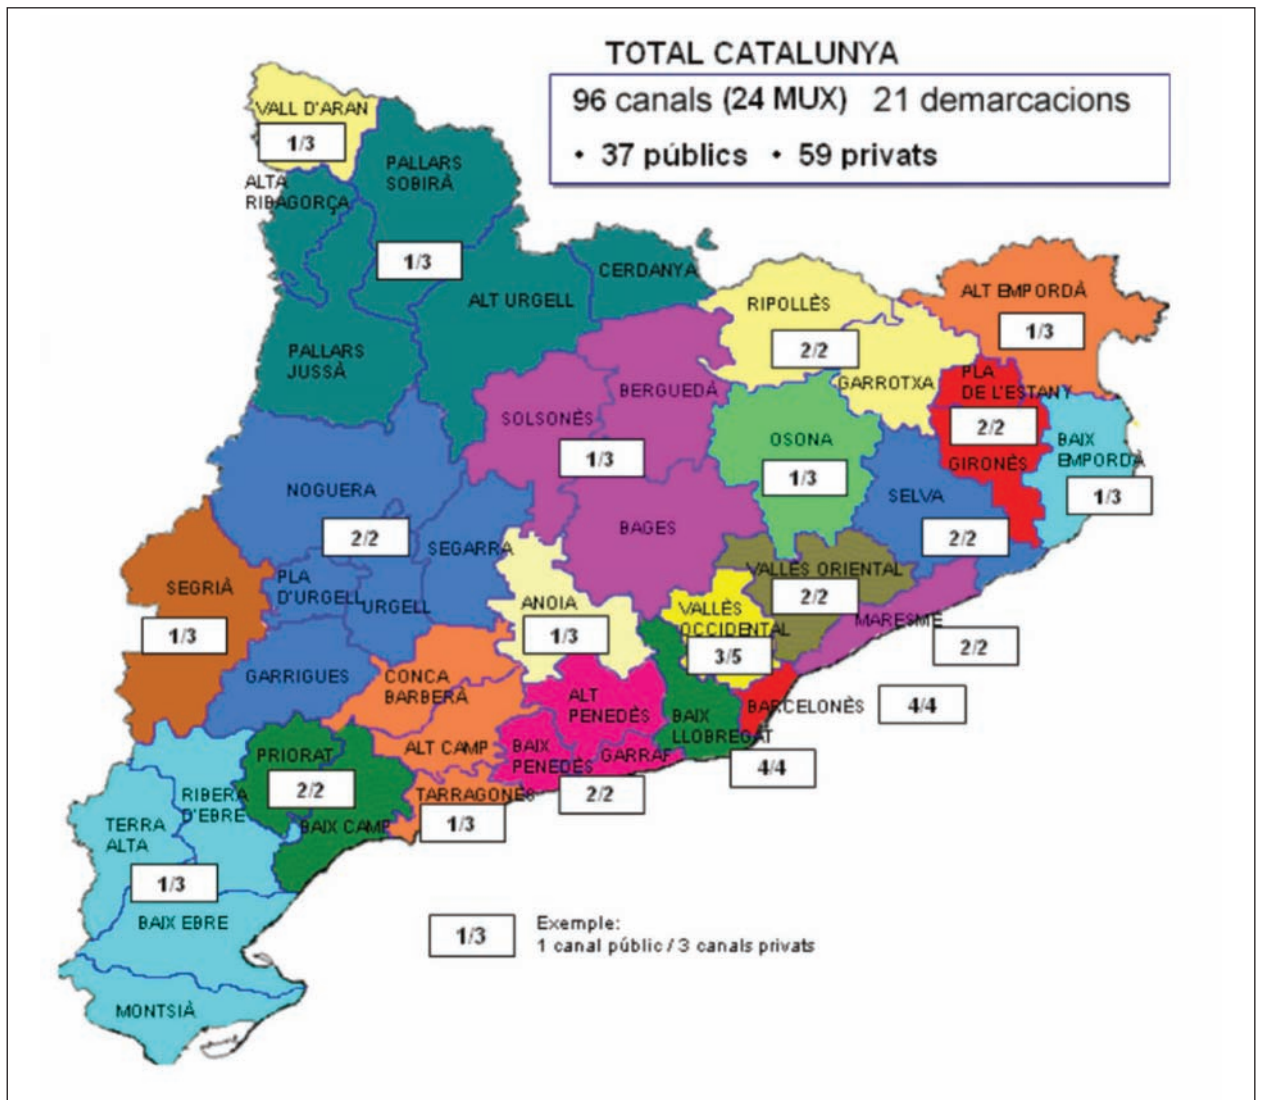 TOTAL CATALUNYA
96 canals (24 MUX) 21 demarcacions
• 37 públics • 59 privats
VALL D'ARAN
1/3
PALLARS
SOBIRÀ
ALTA
RIBAGORÇA
1/3
CERDANYA
ALT URGELL
PALLARS
JUSSÀ
RIPOLLÈS
2/2
GARROTXA
ALT EMPORDÀ
1/3
PLA
DE L'ESTANY
2/2
GIRONÈS
BAIX
EMPORDÀ
1/3
BERGUEDÀ
SOLSONÈS
1/3
BAGES
OSONA
1/3
SELVA
2/2
NOGUERA
2/2
SEGARRA
PLA
D'URGELL
URGELL
GARRIGUES
SEGRIÀ
1/3
ANOIA
1/3
VALLÈS ORIENTAL
2/2
VALLÈS
OCCIDENTAL
3/5
MARESME
2/2
BARCELONÈS
4/4
BAIX
LLOBREGAT
4/4
CONCA
BARBERÀ
ALT CAMP
TARRAGONÈS
1/3
ALT
PENEDÈS
BAIX
PENEDÈS
GARRAF
2/2
PRIORAT
2/2
BAIX CAMP
RIBERA
D'EBRE
TERRA
ALTA
1/3
BAIX EBRE
MONTSIÀ
1/3
Exemple:
1 canal públic / 3 canals privats